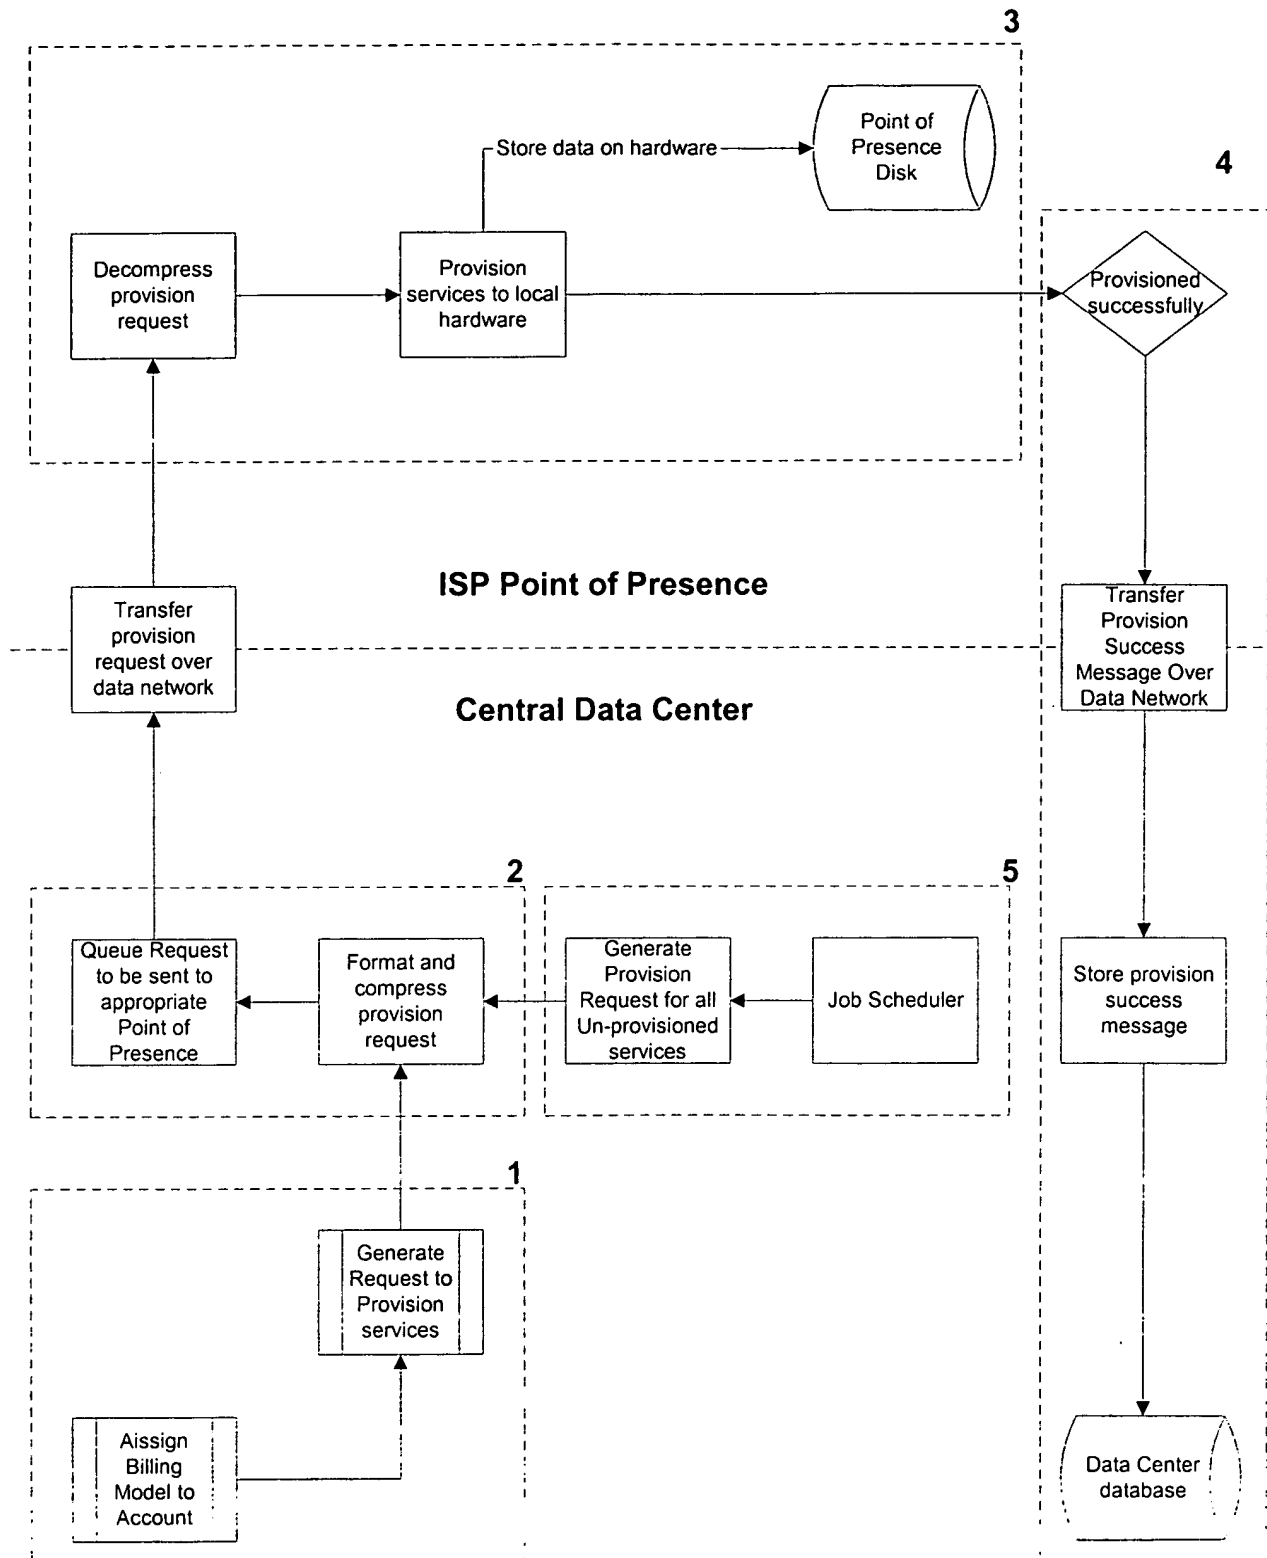 3
Point of
Presence
Disk
Store data on hardware
4
Decompress
provision
request
Provision
services to local
hardware
Provisioned
successfully
ISP Point of Presence
Transfer
provision
request over
data network
Transfer
Provision
Success
Message Over
Data Network
Central Data Center
2
5
Queue Request
to be sent to
appropriate
Point of
Presence
Format and
compress
provision
request
Generate
Provision
Request for all
Un-provisioned
services
Job Scheduler
Store provision
success
message
1
Generate
Request to
Provision
services
Aissign
Billing
Model to
Account
Data Center
database